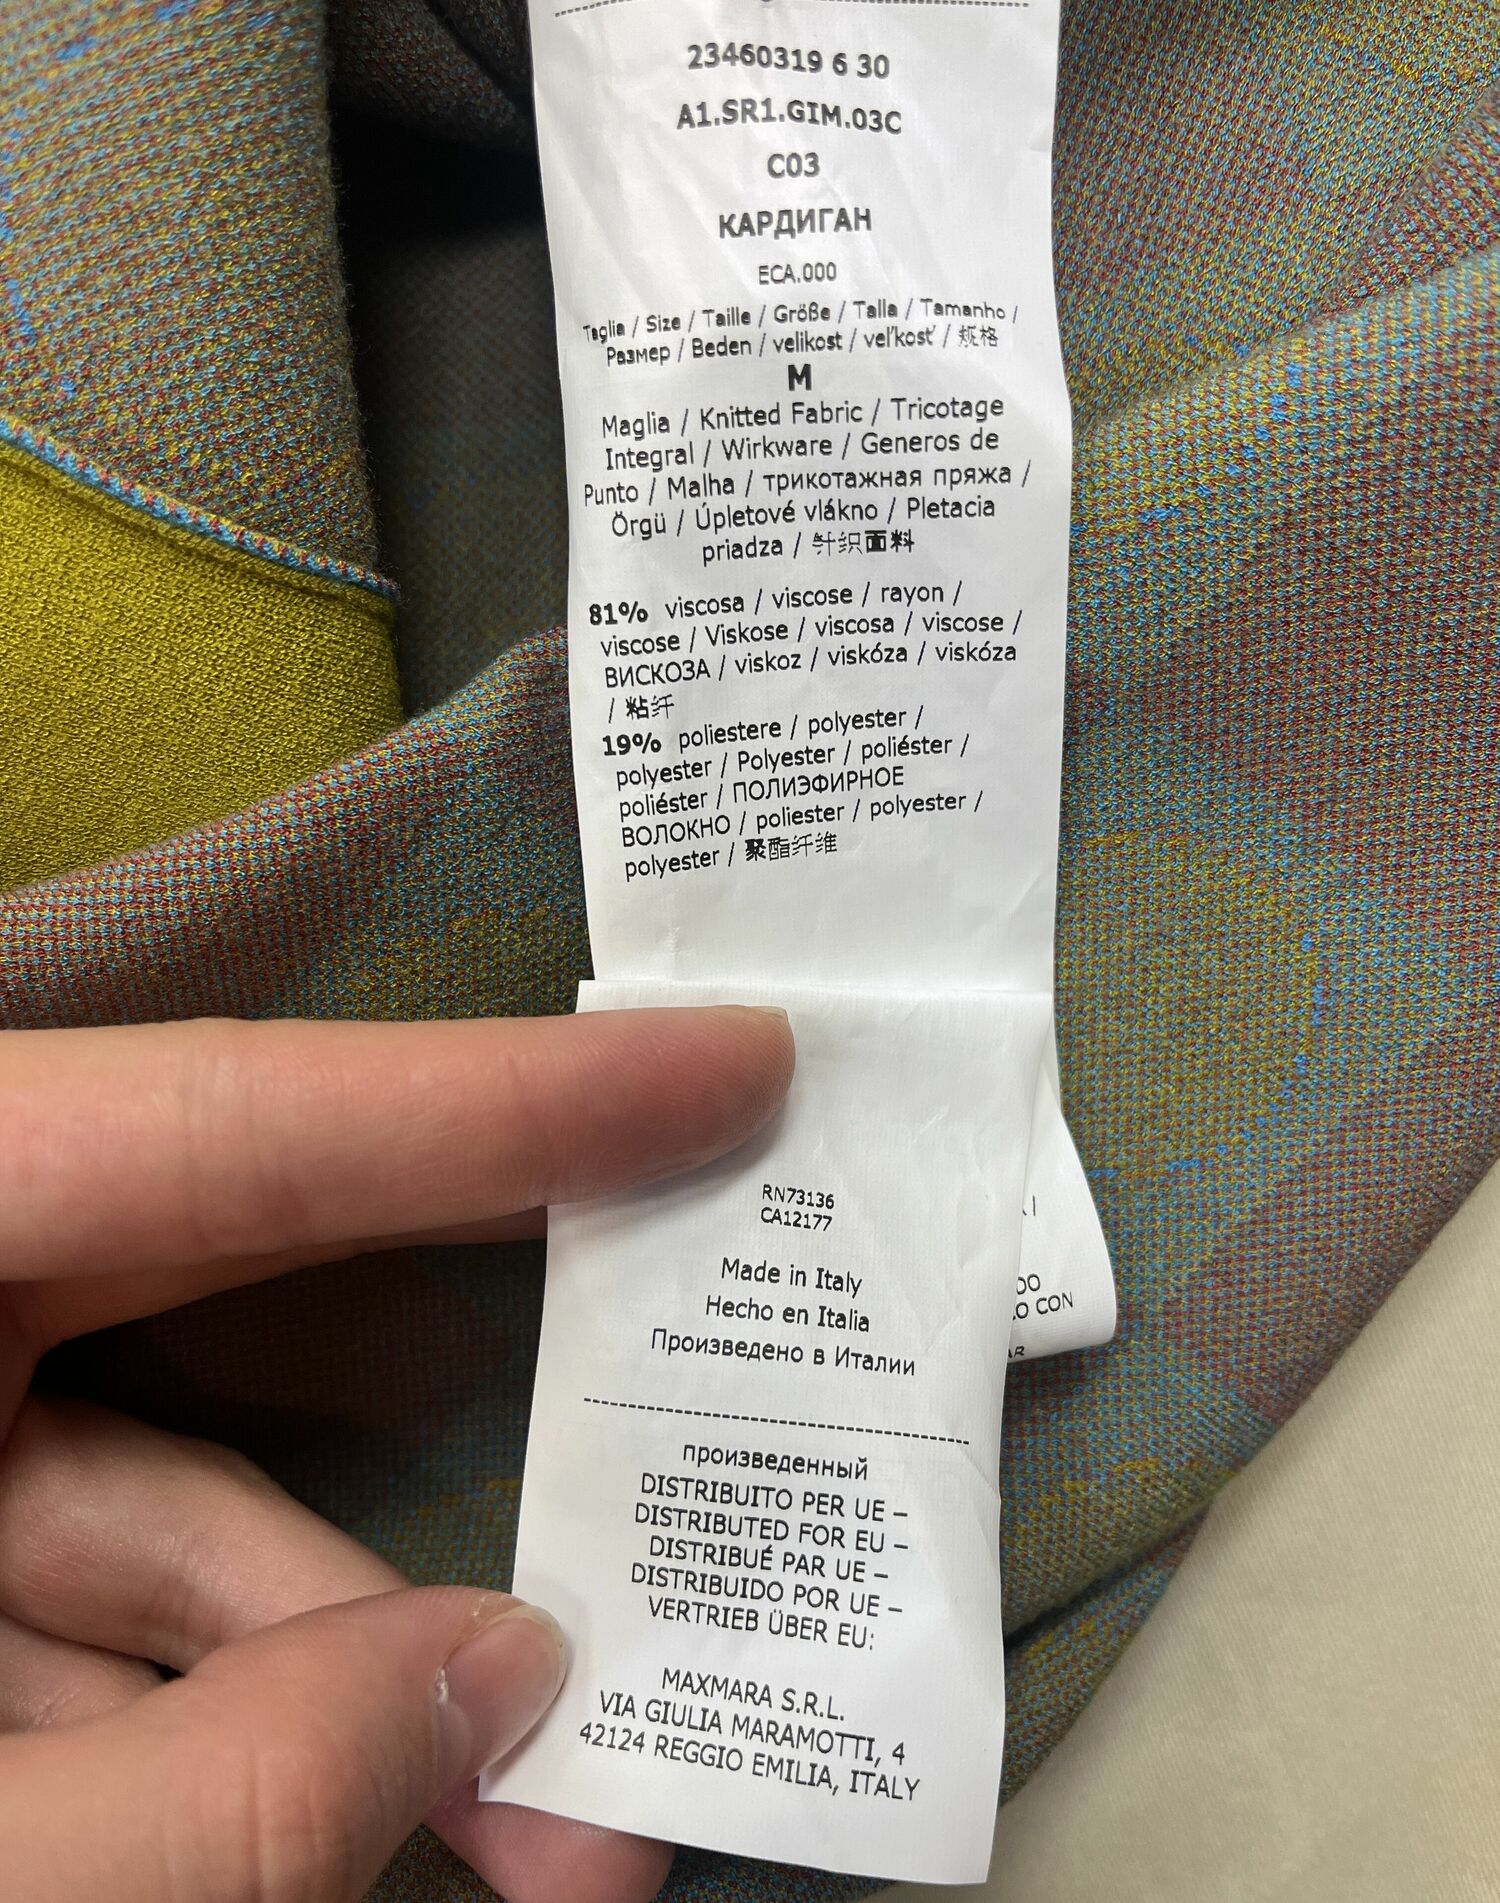 23460319 6 30
A1.SR1.GIM.03C
C03
КАРДИГАН
ECA.000
Taglia / Size / Taille / Größe / Talla / Tamanho /
Размер / Beden / velikost / veľkosť / 规格
M
Maglia / Knitted Fabric / Tricotage
Integral / Wirkware / Generos de
Punto / Malha / трикотажная пряжа /
Örgü / Úpletové vlákno / Pletacia
priadza / 针织面料
81% viscosa / viscose / rayon /
viscose / Viskose / viscosa / viscose /
ВИСКОЗА / viskoz / viskóza / viskóza
/ 粘纤
19% poliestere / polyester /
polyester / Polyester / poliéster /
poliéster / ПОЛИЭФИРНОЕ
ВОЛОКНО / poliester / polyester /
polyester / 聚酯纤维
RN73136
CA12177
Made in Italy
Hecho en Italia
Произведено в Италии
произведенный
DISTRIBUITO PER UE –
DISTRIBUTED FOR EU –
DISTRIBUÉ PAR UE –
DISTRIBUIDO POR UE –
VERTRIEB ÜBER EU:
MAXMARA S.R.L.
VIA GIULIA MARAMOTTI, 4
42124 REGGIO EMILIA, ITALY
CON